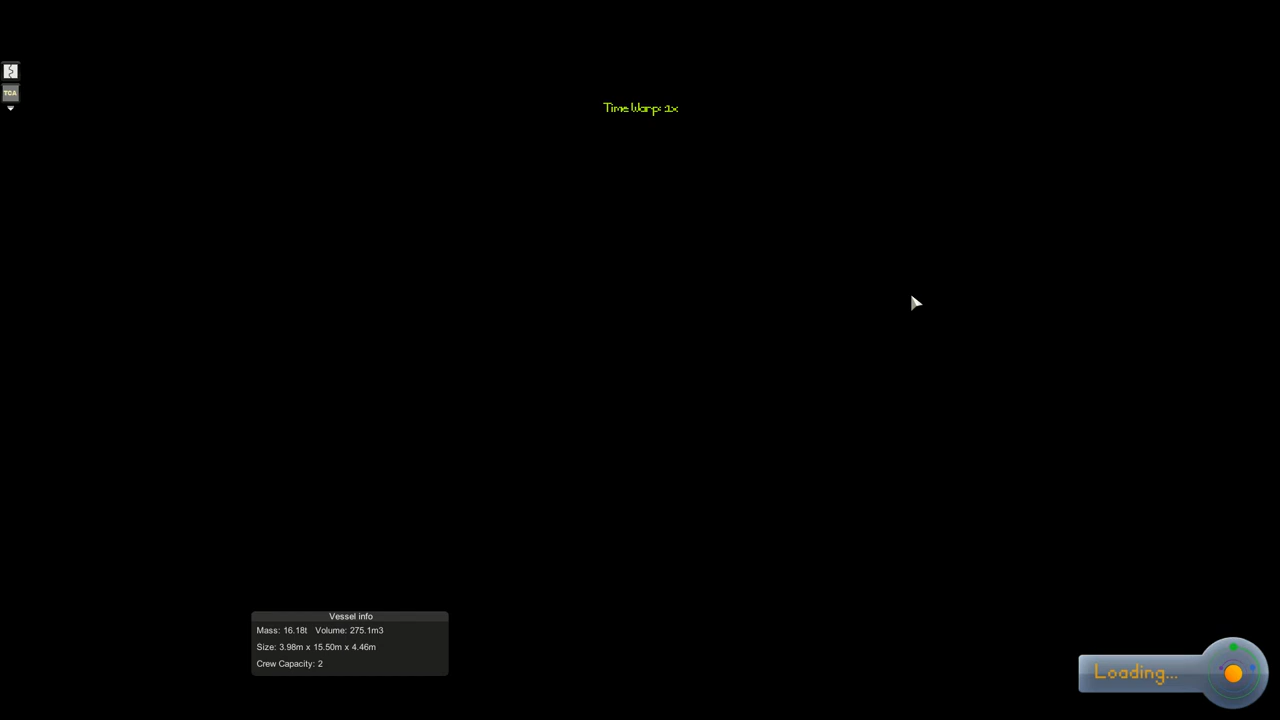 TCA
Time Warp: 1x
Vessel info
Mass: 16.18t Volume: 275.1m3
Size: 3.98m x 15.50m x 4.46m
Crew Capacity: 2
Loading...